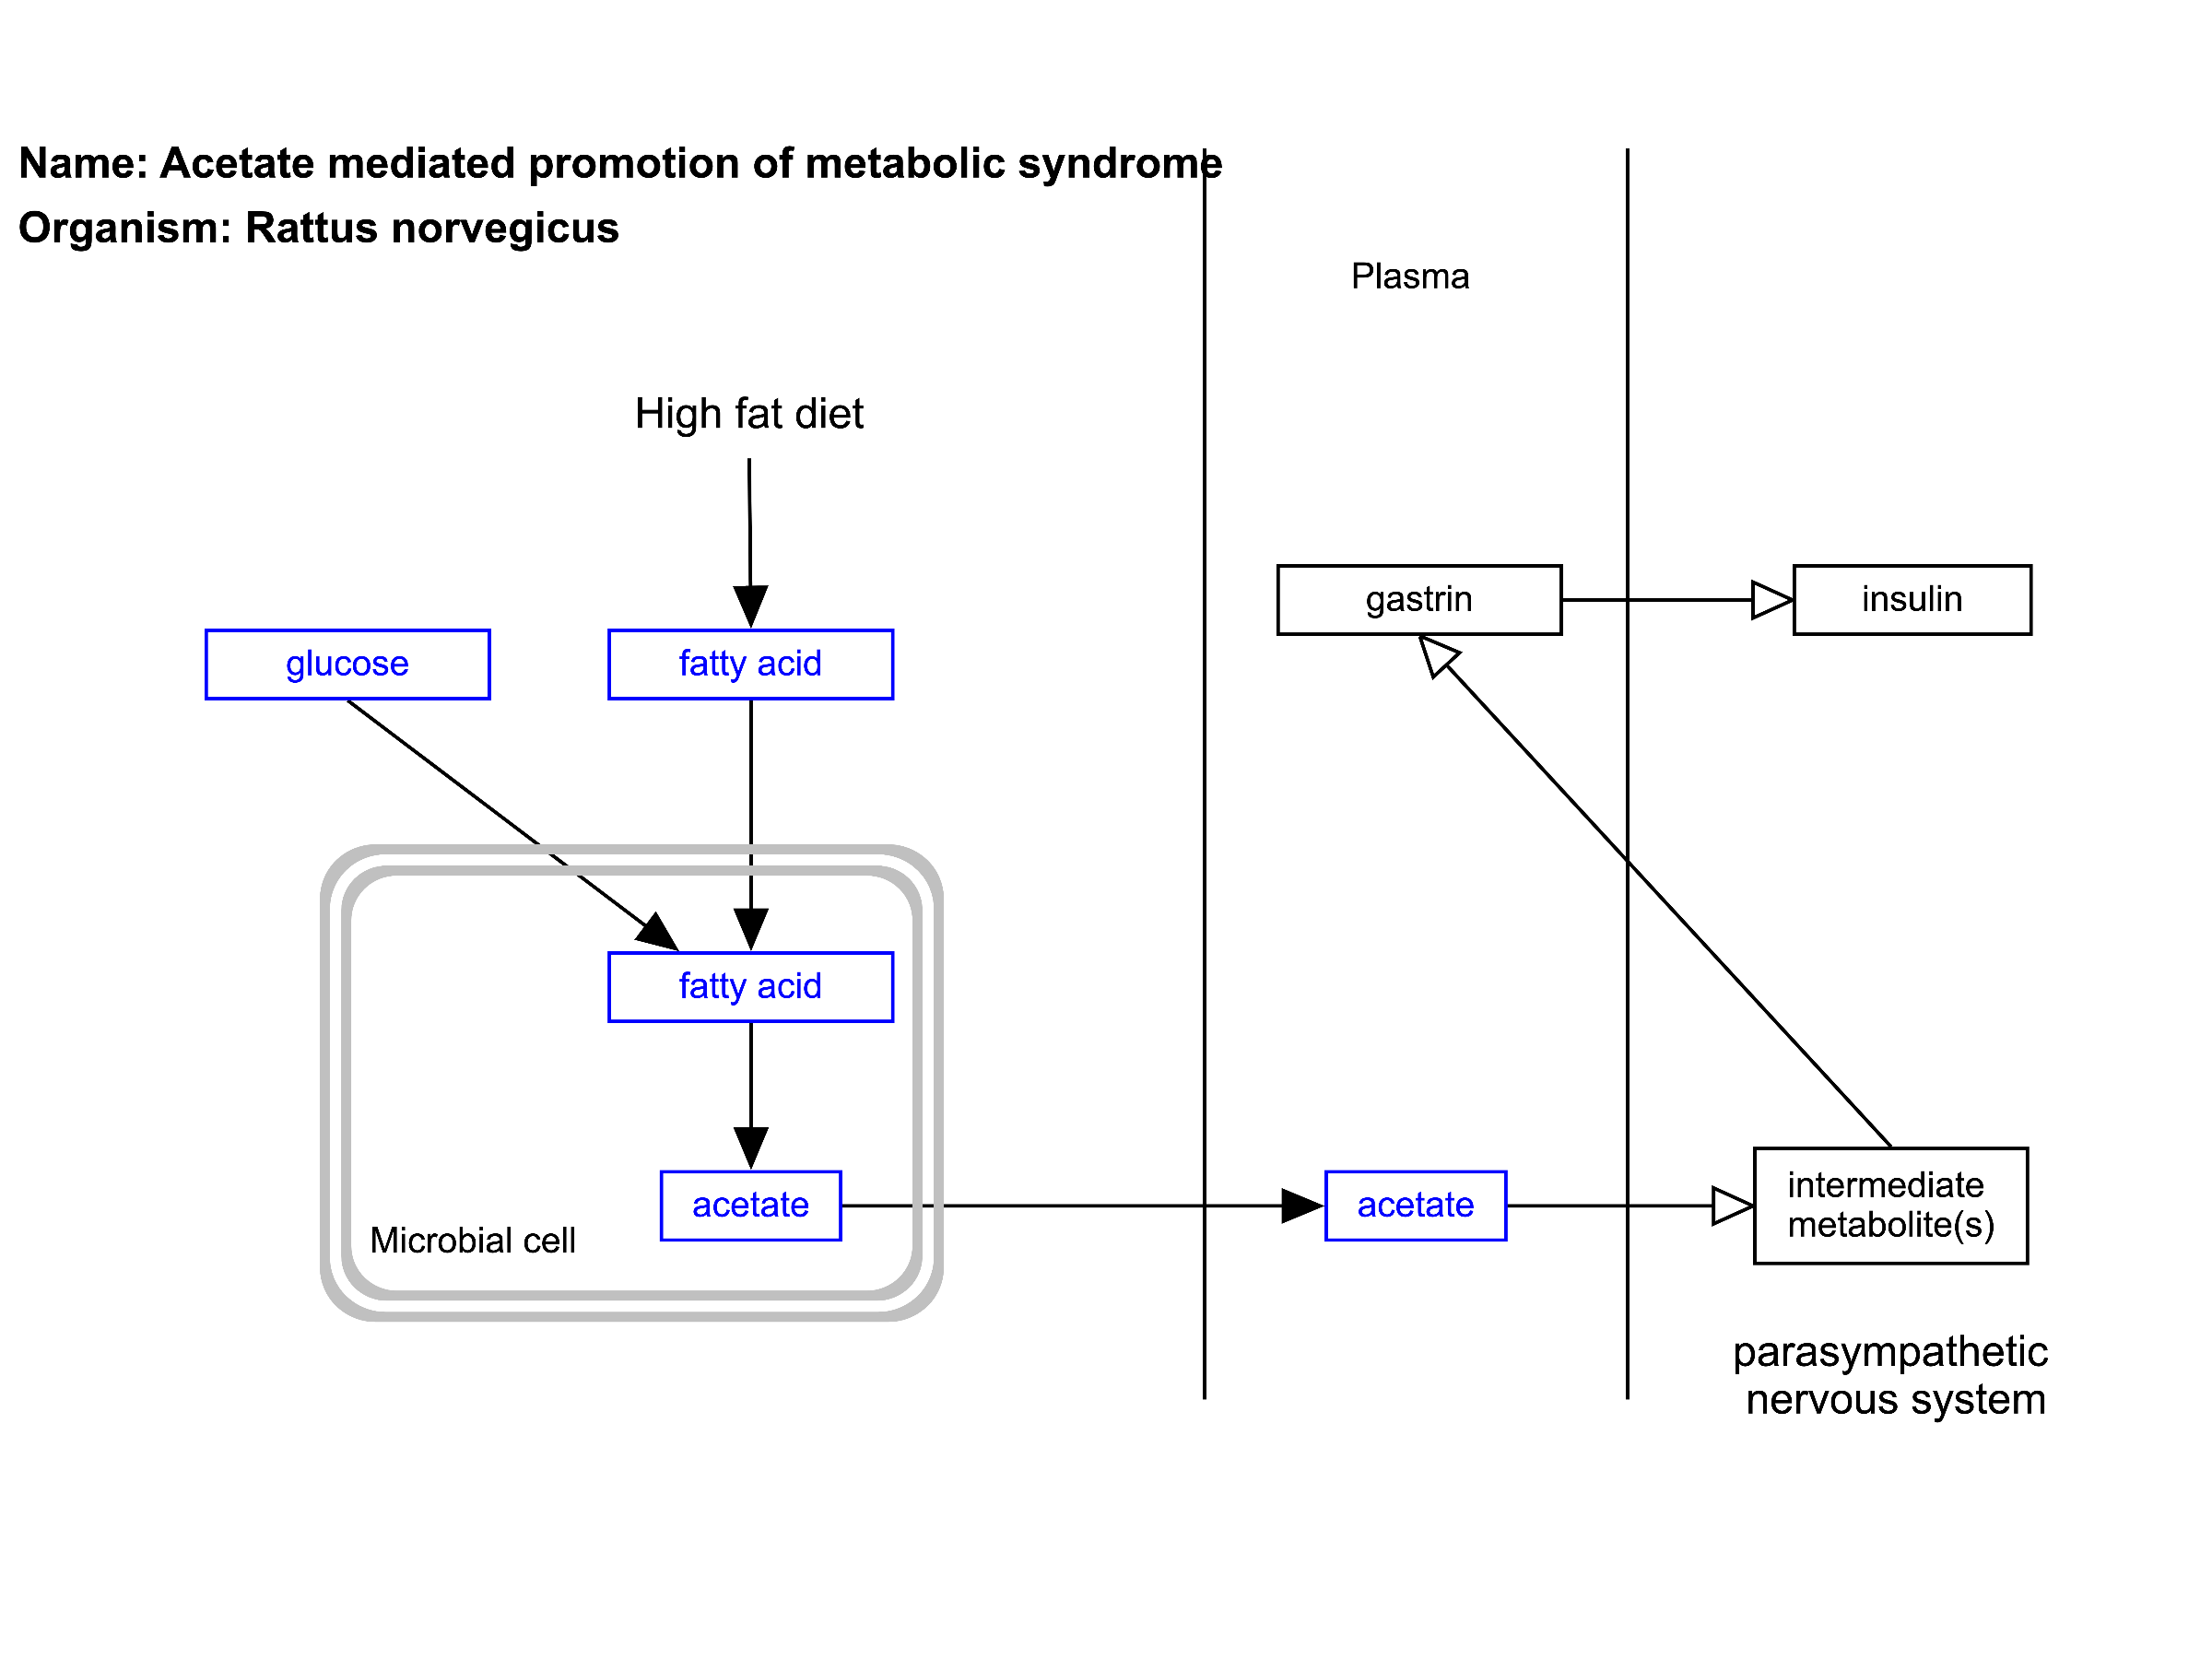 Name: Acetate mediated promotion of metabolic syndrome
Organism: Rattus norvegicus
Plasma
High fat diet
gastrin
insulin
glucose
fatty acid
fatty acid
acetate
acetate
intermediate
metabolite(s)
Microbial cell
parasympathetic
nervous system